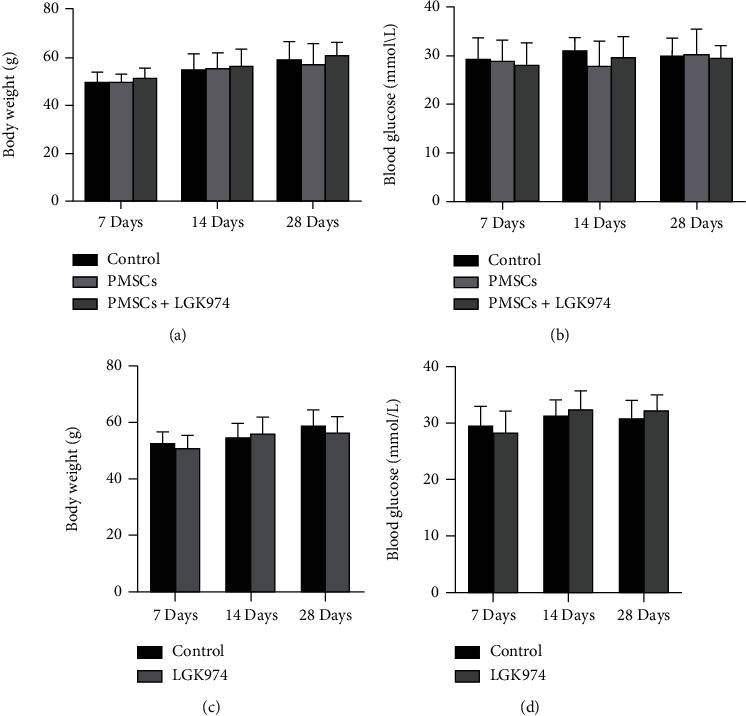 Body weight (g)
80
60
40
20
0
7 Days 14 Days 28 Days
Control
PMSCs
PMSCs + LGK974
(a)
Blood glucose (mmol\L)
40
30
20
10
0
7 Days 14 Days 28 Days
Control
PMSCs
PMSCs + LGK974
(b)
Body weight (g)
80
60
40
20
0
7 Days 14 Days 28 Days
Control
LGK974
(c)
Blood glucose (mmol/L)
40
30
20
10
0
7 Days 14 Days 28 Days
Control
LGK974
(d)